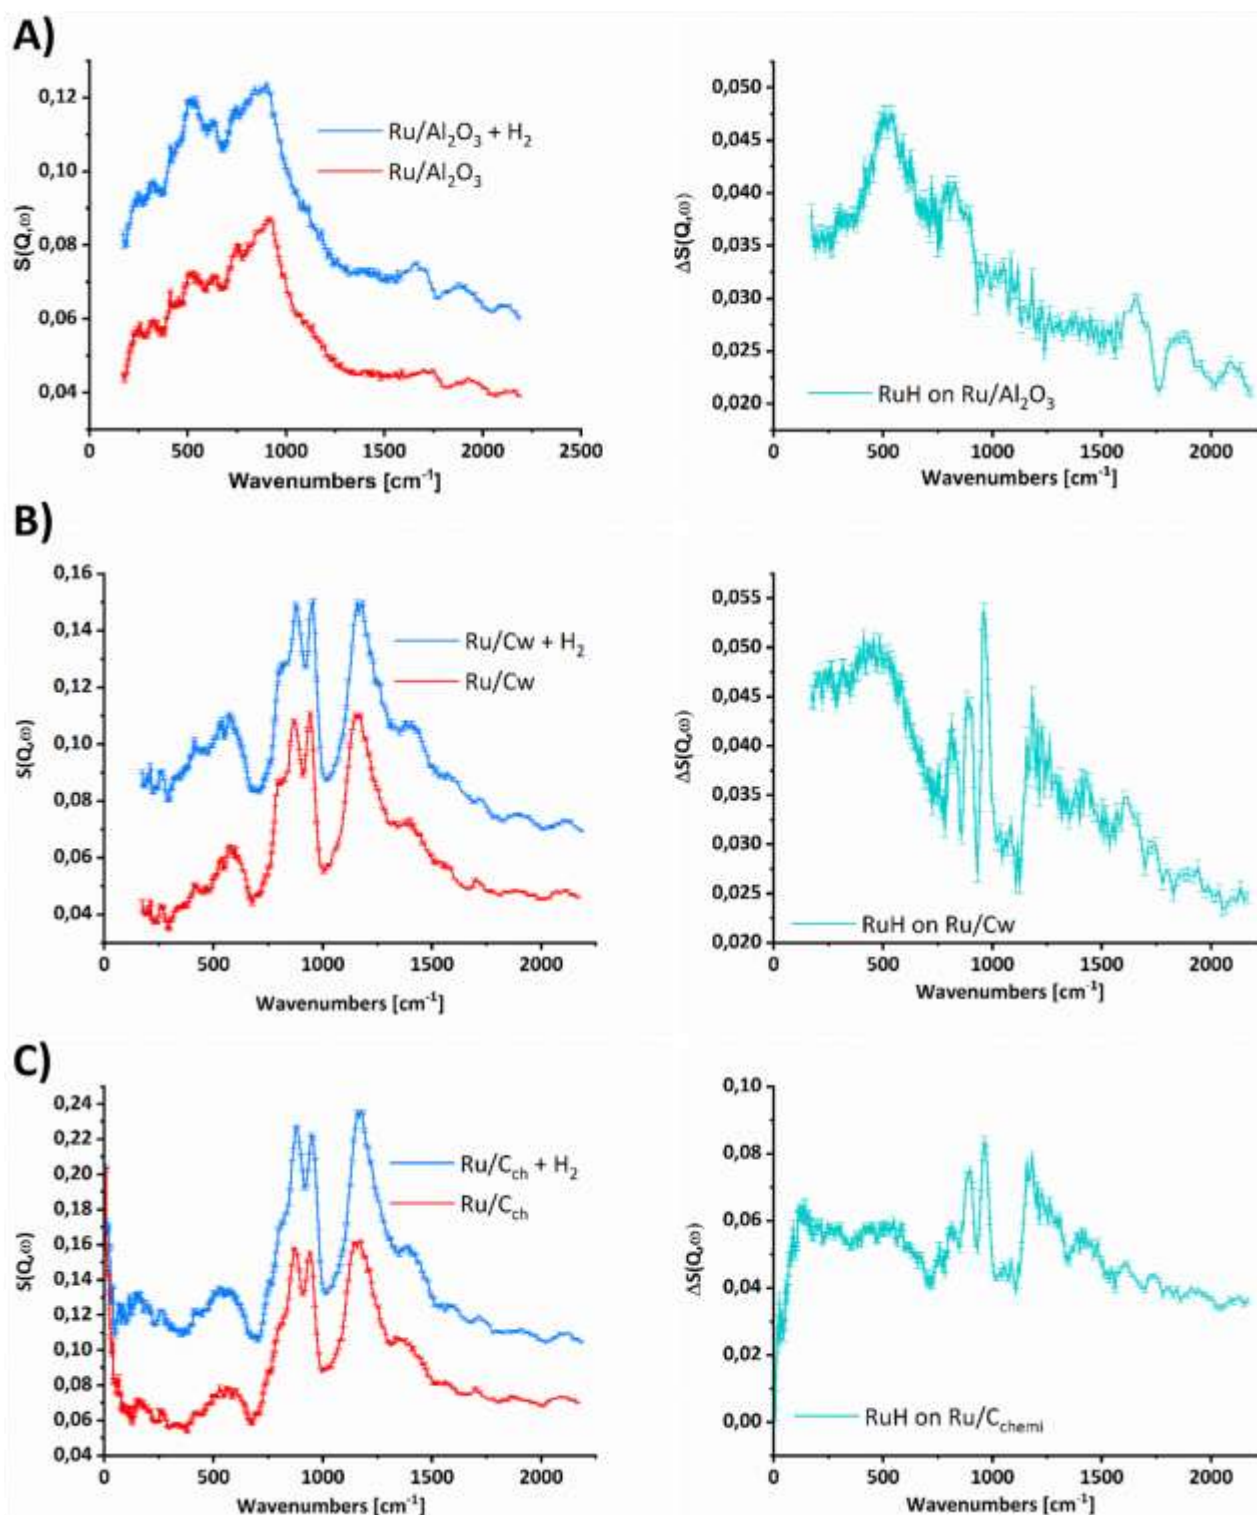 A)
0,12
0,10
0,08
0,06
0,04
S(Q,ω)
Ru/Al₂O₃ + H₂
Ru/Al₂O₃
0 500 1000 1500 2000 2500
Wavenumbers [cm⁻¹]
0,050
0,045
0,040
0,035
0,030
0,025
0,020
ΔS(Q,ω)
RuH on Ru/Al₂O₃
0 500 1000 1500 2000
Wavenumbers [cm⁻¹]
B)
0,16
0,14
0,12
0,10
0,08
0,06
0,04
S(Q,ω)
Ru/Cw + H₂
Ru/Cw
0 500 1000 1500 2000
Wavenumbers [cm⁻¹]
0,055
0,050
0,045
0,040
0,035
0,030
0,025
0,020
ΔS(Q,ω)
RuH on Ru/Cw
0 500 1000 1500 2000
Wavenumbers [cm⁻¹]
C)
0,24
0,22
0,20
0,18
0,16
0,14
0,12
0,10
0,08
0,06
0,04
S(Q,ω)
Ru/C_ch + H₂
Ru/C_ch
0 500 1000 1500 2000
Wavenumbers [cm⁻¹]
0,10
0,08
0,06
0,04
0,02
0,00
ΔS(Q,ω)
RuH on Ru/C_chemi
0 500 1000 1500 2000
Wavenumbers [cm⁻¹]